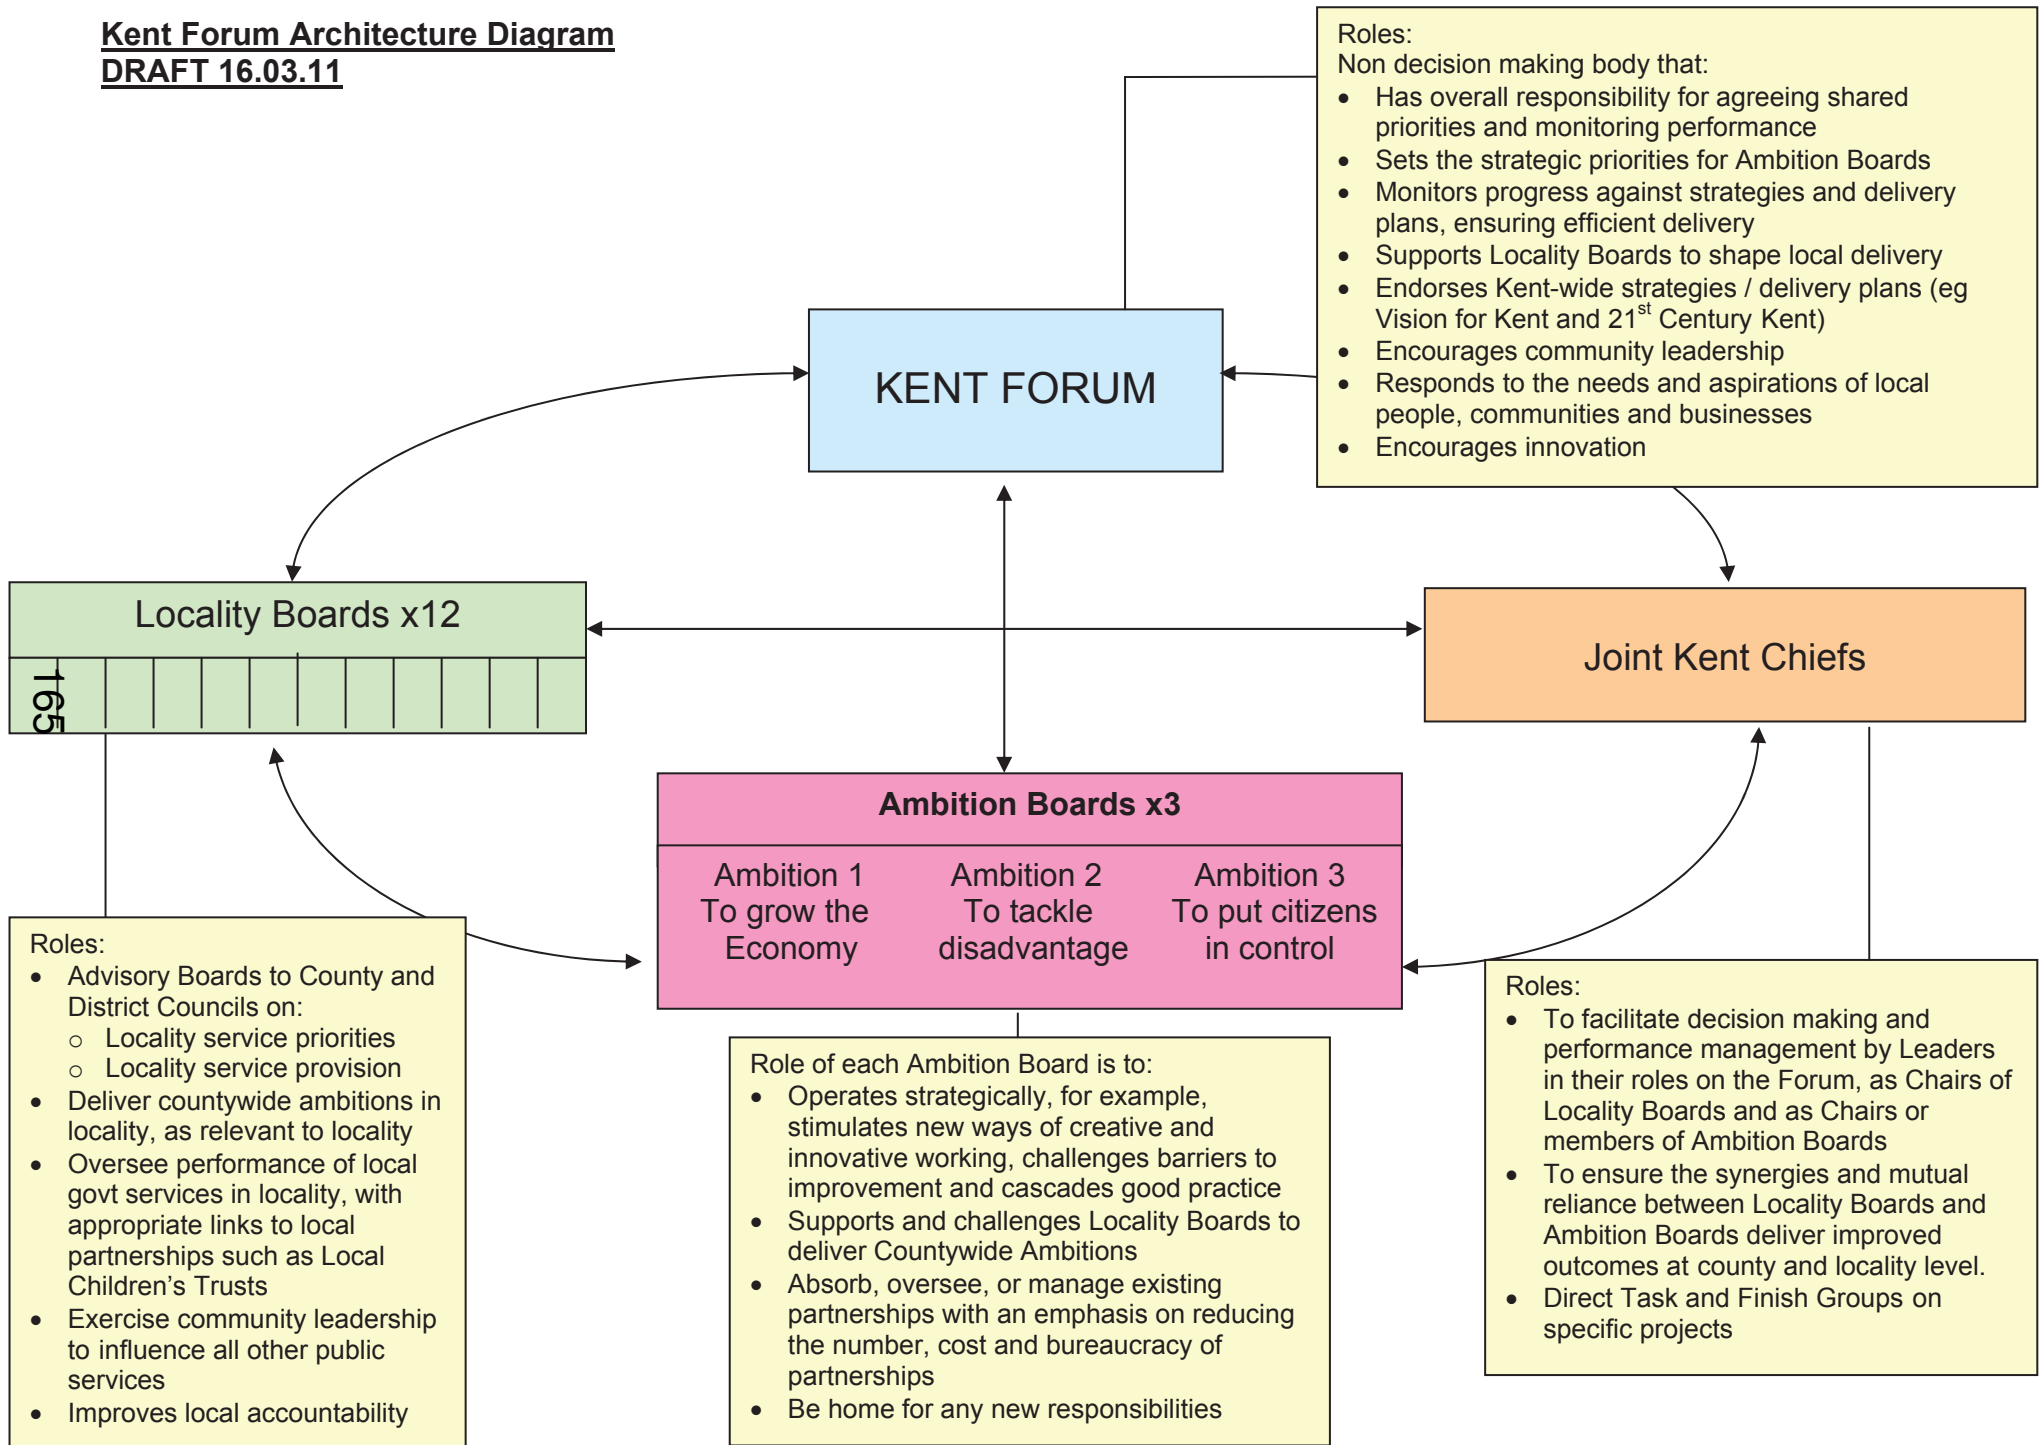 Kent Forum Architecture Diagram
DRAFT 16.03.11
Roles:
Non decision making body that:
• Has overall responsibility for agreeing shared
priorities and monitoring performance
• Sets the strategic priorities for Ambition Boards
• Monitors progress against strategies and delivery
plans, ensuring efficient delivery
• Supports Locality Boards to shape local delivery
• Endorses Kent-wide strategies / delivery plans (eg
Vision for Kent and 21st Century Kent)
• Encourages community leadership
• Responds to the needs and aspirations of local
people, communities and businesses
• Encourages innovation
KENT FORUM
Locality Boards x12
165
Joint Kent Chiefs
Ambition Boards x3
Ambition 1
To grow the
Economy
Ambition 2
To tackle
disadvantage
Ambition 3
To put citizens
in control
Roles:
• Advisory Boards to County and
District Councils on:
o Locality service priorities
o Locality service provision
• Deliver countywide ambitions in
locality, as relevant to locality
• Oversee performance of local
govt services in locality, with
appropriate links to local
partnerships such as Local
Children’s Trusts
• Exercise community leadership
to influence all other public
services
• Improves local accountability
Role of each Ambition Board is to:
• Operates strategically, for example,
stimulates new ways of creative and
innovative working, challenges barriers to
improvement and cascades good practice
• Supports and challenges Locality Boards to
deliver Countywide Ambitions
• Absorb, oversee, or manage existing
partnerships with an emphasis on reducing
the number, cost and bureaucracy of
partnerships
• Be home for any new responsibilities
Roles:
• To facilitate decision making and
performance management by Leaders
in their roles on the Forum, as Chairs of
Locality Boards and as Chairs or
members of Ambition Boards
• To ensure the synergies and mutual
reliance between Locality Boards and
Ambition Boards deliver improved
outcomes at county and locality level.
• Direct Task and Finish Groups on
specific projects